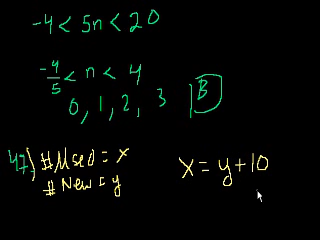 -4 < 5n < 20
-4/5 < n < 4
0, 1, 2, 3 B
47) #Used = x
#New = y
x = y + 10